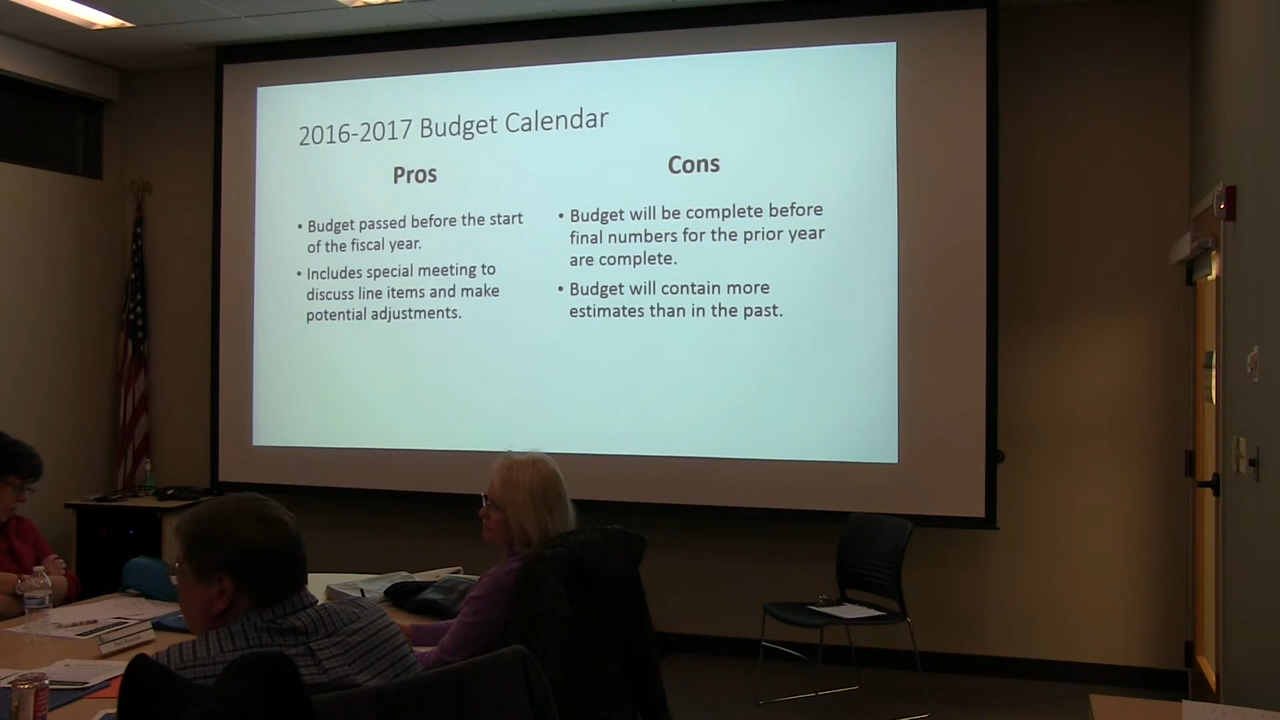 2016-2017 Budget Calendar
Pros
• Budget passed before the start
of the fiscal year.
• Includes special meeting to
discuss line items and make
potential adjustments.
Cons
• Budget will be complete before
final numbers for the prior year
are complete.
• Budget will contain more
estimates than in the past.